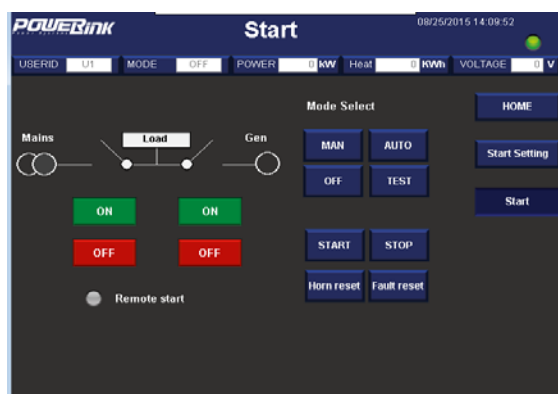 POWERink Start 08/25/2015 14:09:52
USERID U1 MODE OFF POWER 0 kW Heat 0 KWh VOLTAGE 0 V
Mode Select HOME
Mains Load Gen MAN AUTO
Start Setting
OFF TEST
ON ON Start
OFF OFF START STOP
Horn reset Fault reset
Remote start